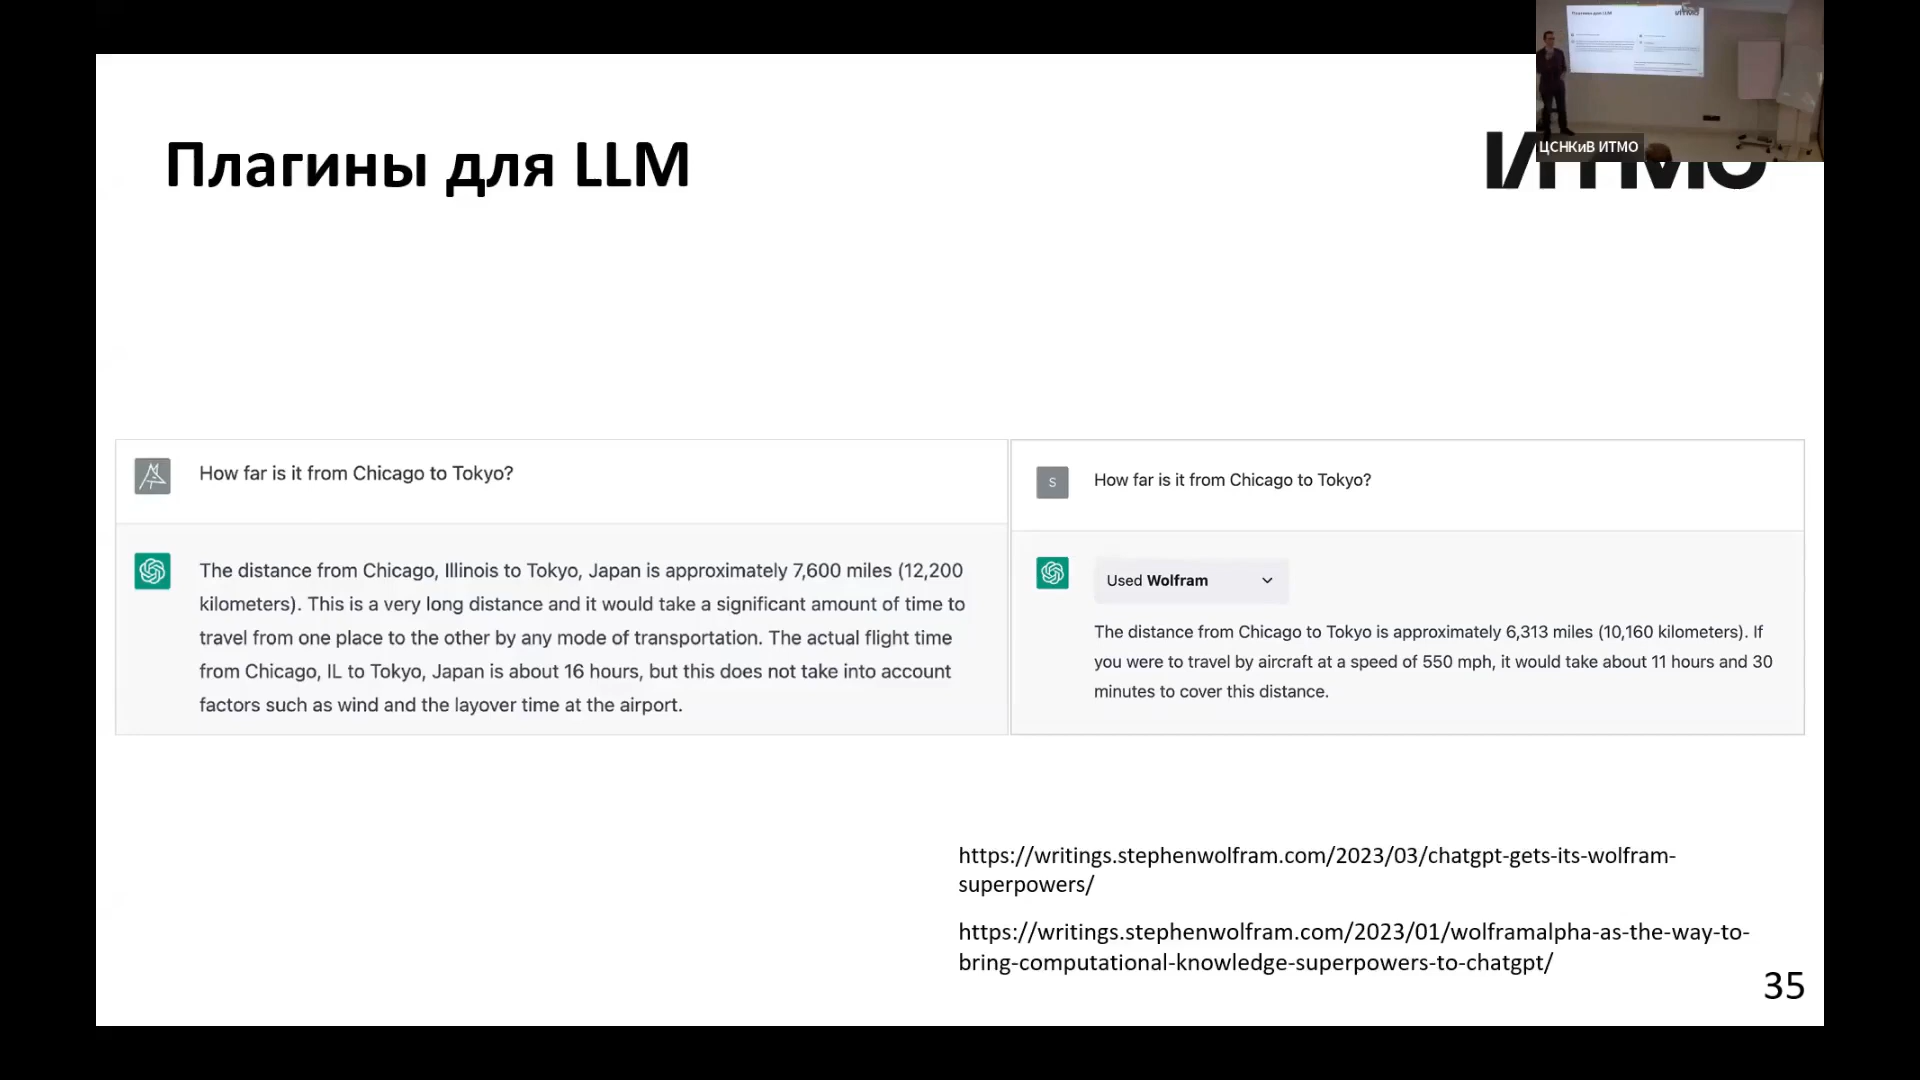 Плагины для LLM
ИТМО
ЦСНКиВ ИТМО
How far is it from Chicago to Tokyo?
The distance from Chicago, Illinois to Tokyo, Japan is approximately 7,600 miles (12,200
kilometers). This is a very long distance and it would take a significant amount of time to
travel from one place to the other by any mode of transportation. The actual flight time
from Chicago, IL to Tokyo, Japan is about 16 hours, but this does not take into account
factors such as wind and the layover time at the airport.
S
How far is it from Chicago to Tokyo?
Used Wolfram
The distance from Chicago to Tokyo is approximately 6,313 miles (10,160 kilometers). If
you were to travel by aircraft at a speed of 550 mph, it would take about 11 hours and 30
minutes to cover this distance.
https://writings.stephenwolfram.com/2023/03/chatgpt-gets-its-wolfram-
superpowers/
https://writings.stephenwolfram.com/2023/01/wolframalpha-as-the-way-to-
bring-computational-knowledge-superpowers-to-chatgpt/
35